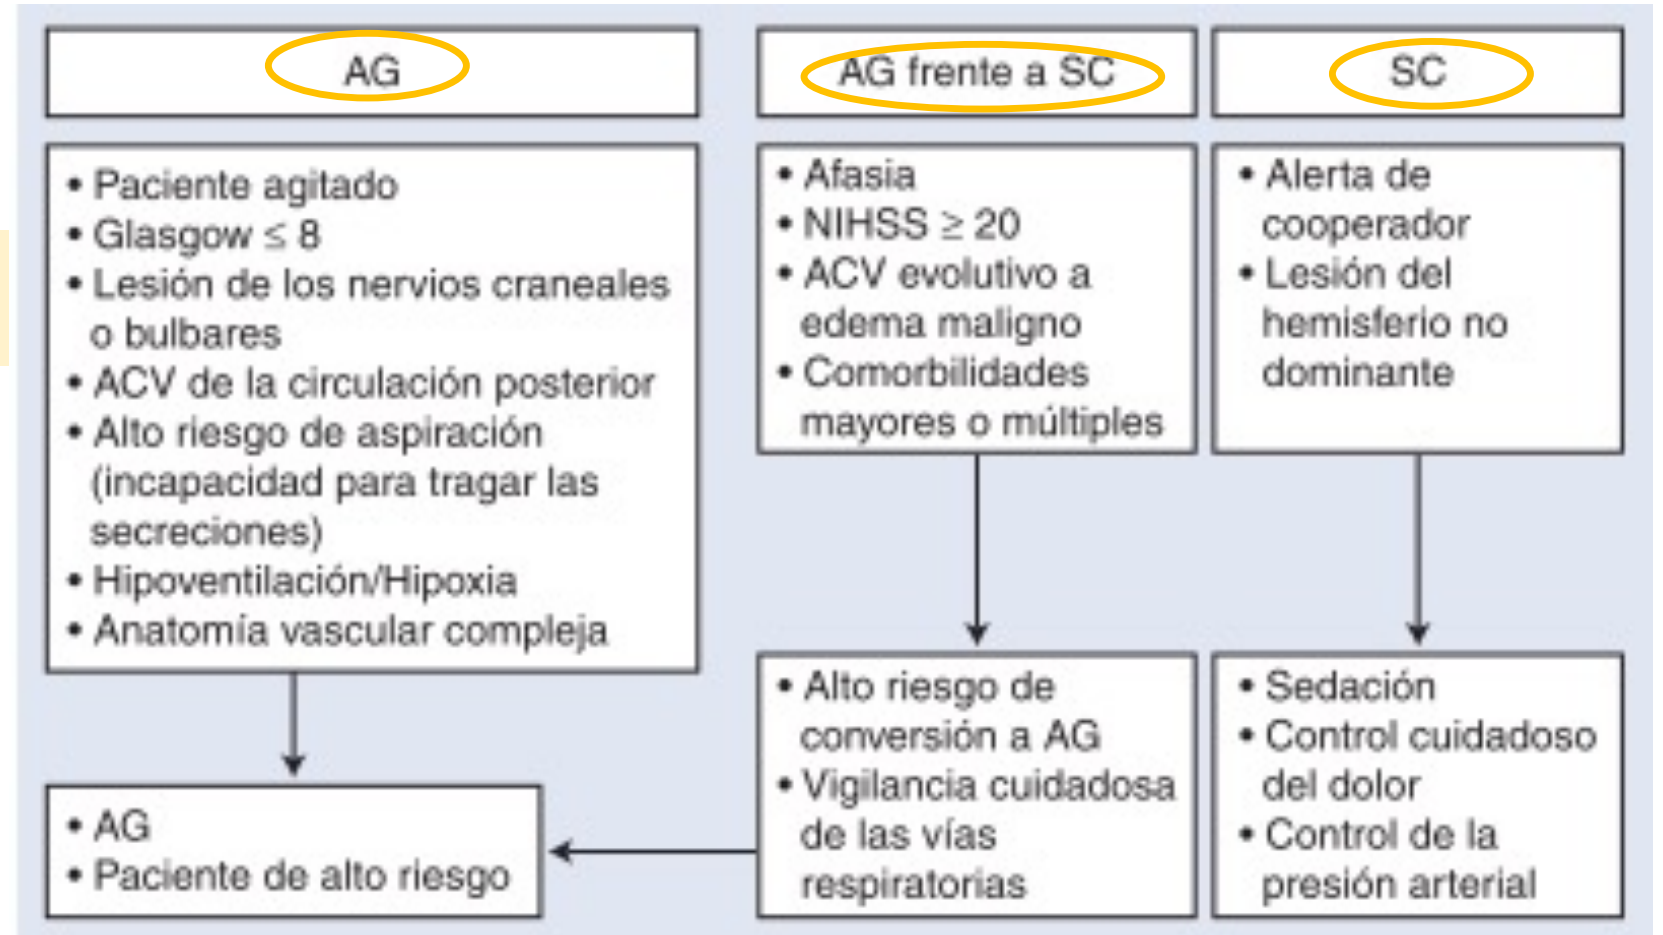 AG
• Paciente agitado
• Glasgow ≤ 8
• Lesión de los nervios craneales
o bulbares
• ACV de la circulación posterior
• Alto riesgo de aspiración
(incapacidad para tragar las
secreciones)
• Hipoventilación/Hipoxia
• Anatomía vascular compleja
• AG
• Paciente de alto riesgo
AG frente a SC
• Afasia
• NIHSS ≥ 20
• ACV evolutivo a
edema maligno
• Comorbilidades
mayores o múltiples
• Alto riesgo de
conversión a AG
• Vigilancia cuidadosa
de las vías
respiratorias
SC
• Alerta de
cooperador
• Lesión del
hemisferio no
dominante
• Sedación
• Control cuidadoso
del dolor
• Control de la
presión arterial